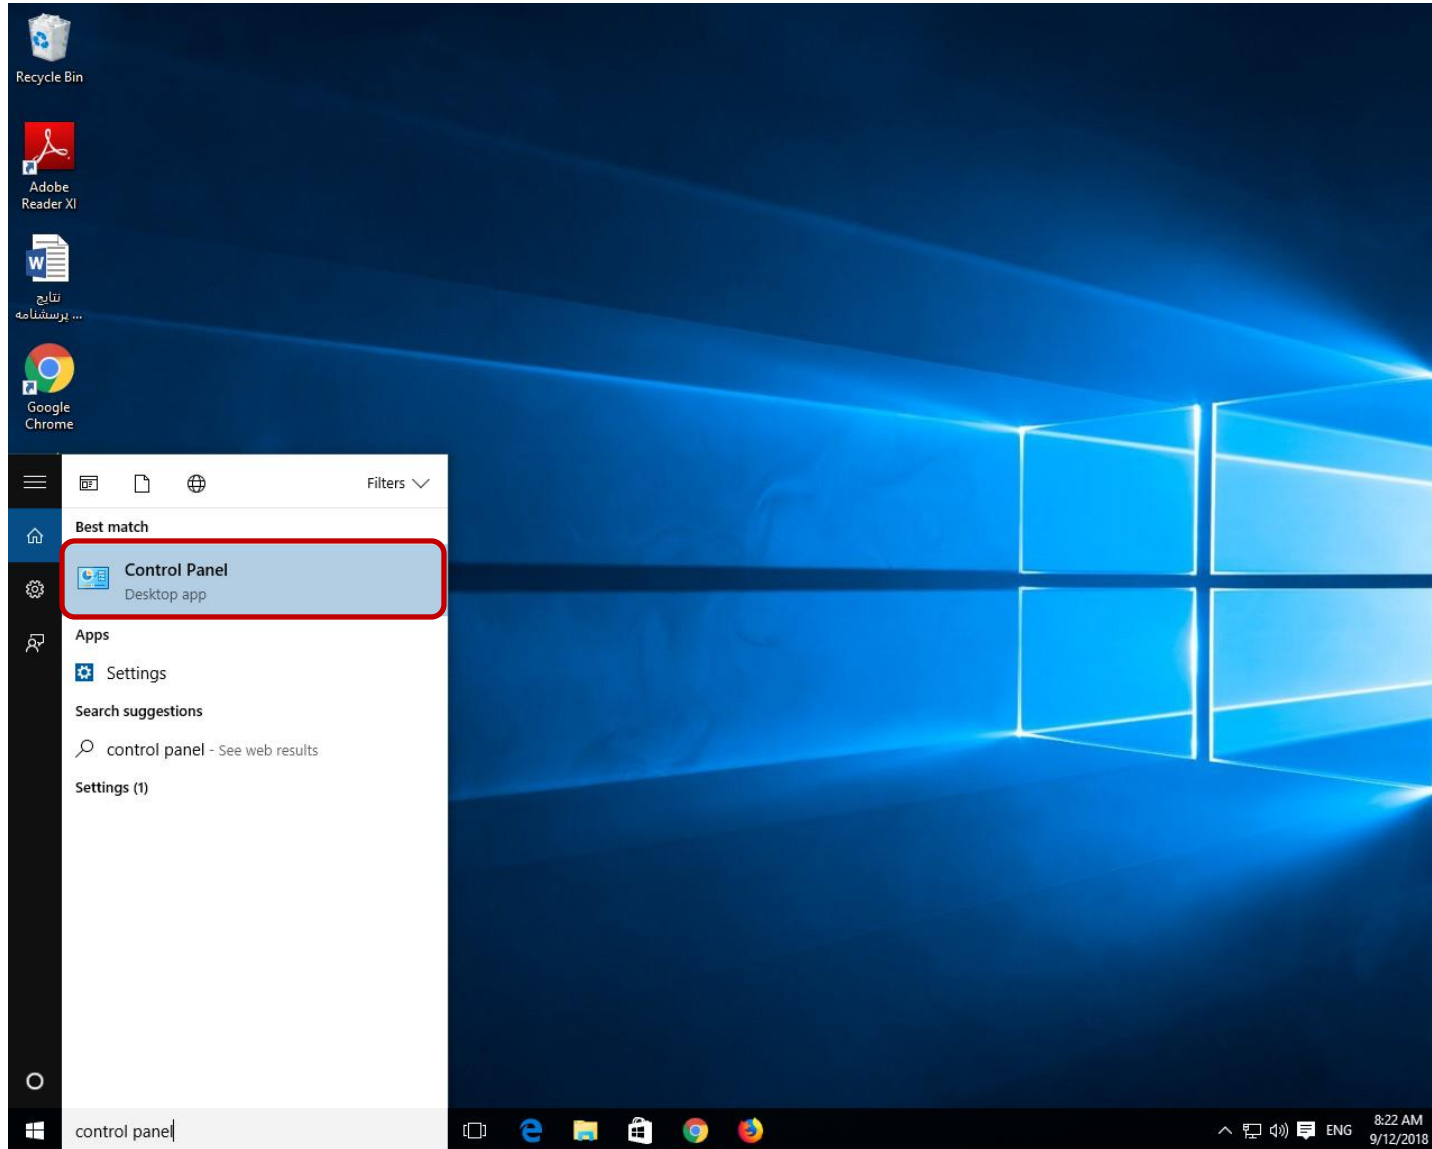 Recycle Bin
Adobe
Reader XI
نتایج
پرسشنامه ...
Google
Chrome
Filters
Best match
Control Panel
Desktop app
Apps
Settings
Search suggestions
control panel - See web results
Settings (1)
control panel
ENG
8:22 AM
9/12/2018